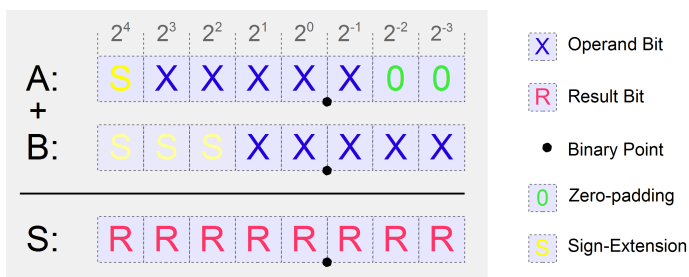 2⁴ 2³ 2² 2¹ 2⁰ 2⁻¹ 2⁻² 2⁻³
A: S X X X X X 0 0
+
B: S S S X X X X X
S: R R R R R R R R
X Operand Bit
R Result Bit
Binary Point
0 Zero-padding
S Sign-Extension